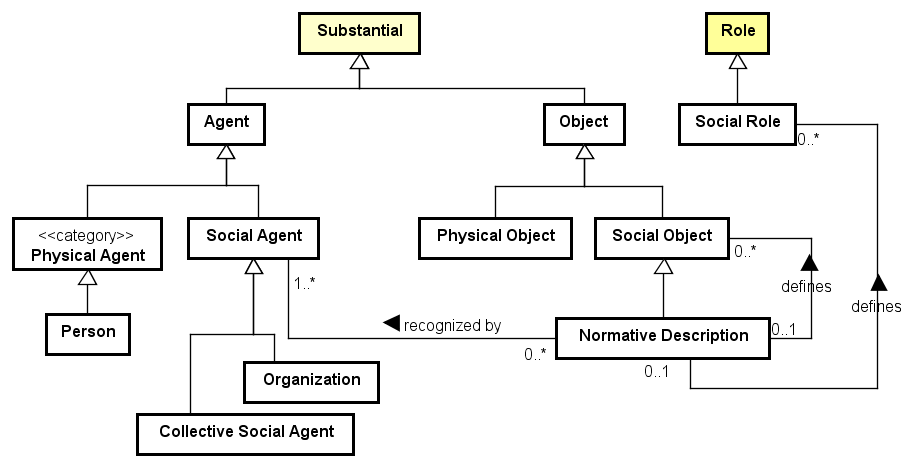 Substantial
Role
Agent
Object
Social Role
0..*
<<category>>
Physical Agent
Social Agent
Physical Object
Social Object
0..*
1..*
defines
defines
Person
recognized by
Normative Description
0..1
0..*
0..1
Organization
Collective Social Agent